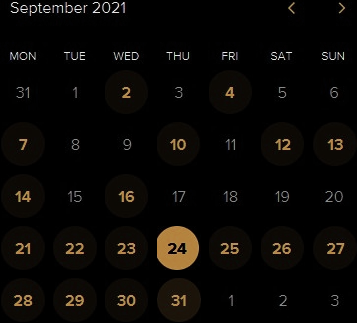 September 2021
MON TUE WED THU FRI SAT SUN
31 1 2 3 4 5 6
7 8 9 10 11 12 13
14 15 16 17 18 19 20
21 22 23 24 25 26 27
28 29 30 31 1 2 3